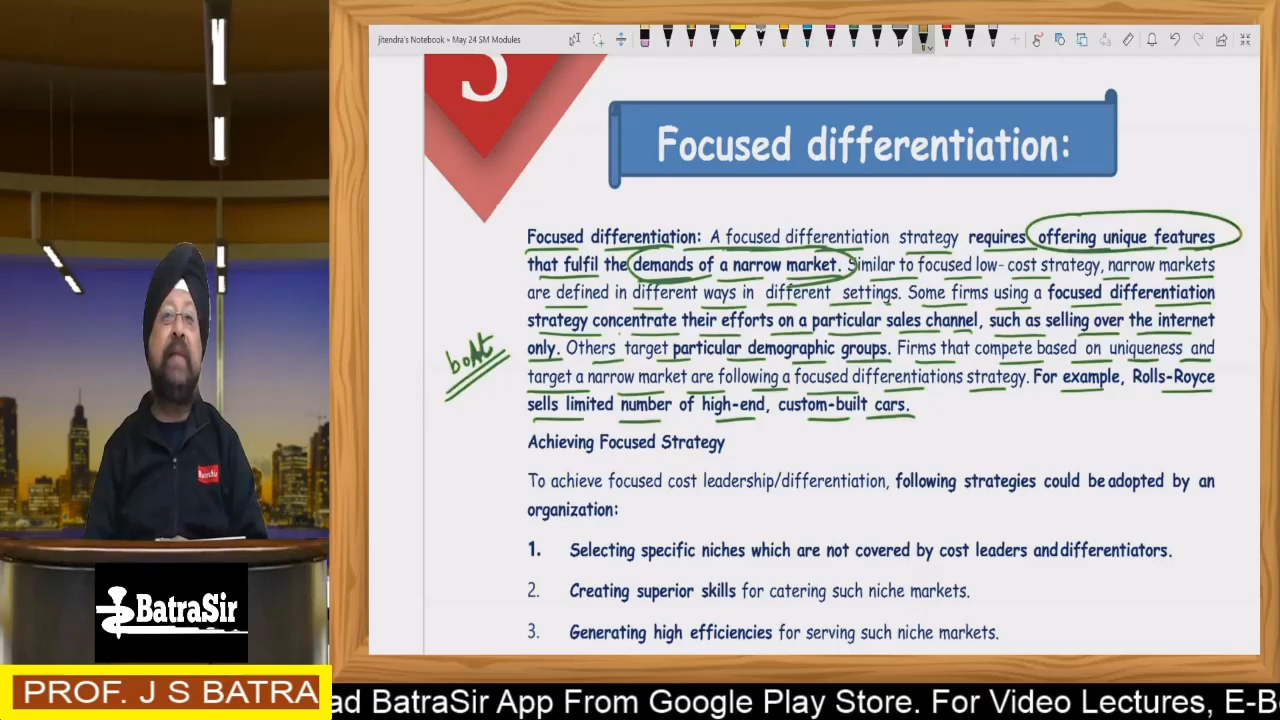 jitendra's Notebook » May 24 SM Modules
Focused differentiation:
Focused differentiation: A focused differentiation strategy requires offering unique features
that fulfil the demands of a narrow market. Similar to focused low- cost strategy, narrow markets
are defined in different ways in different settings. Some firms using a focused differentiation
strategy concentrate their efforts on a particular sales channel, such as selling over the internet
only. Others target particular demographic groups. Firms that compete based on uniqueness and
target a narrow market are following a focused differentiations strategy. For example, Rolls-Royce
sells limited number of high-end, custom-built cars.
boAt
Achieving Focused Strategy
To achieve focused cost leadership/differentiation, following strategies could be adopted by an
organization:
1. Selecting specific niches which are not covered by cost leaders and differentiators.
2. Creating superior skills for catering such niche markets.
3. Generating high efficiencies for serving such niche markets.
BatraSir
BatraSir
PROF. J S BATRA
ad BatraSir App From Google Play Store. For Video Lectures, E-B